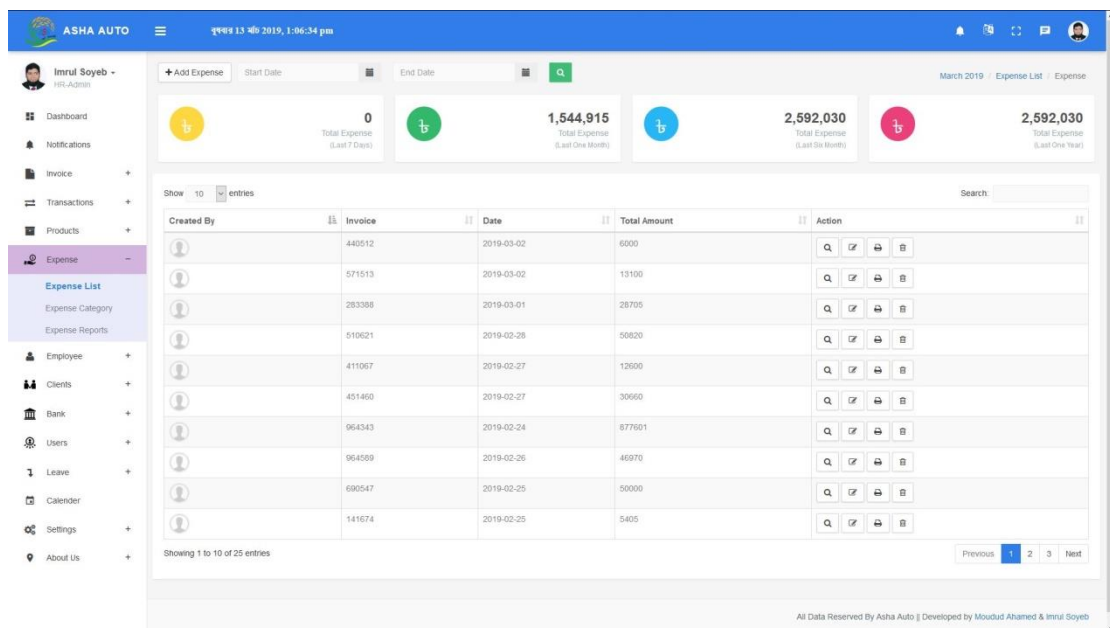 ASHA AUTO
বুধবার 13 মার্চ 2019, 1:06:34 pm
Imrul Soyeb
HR-Admin
+ Add Expense Start Date End Date
March 2019 / Expense List / Expense
Dashboard
Notifications
Invoice +
Transactions +
Products +
Expense −
Expense List
Expense Category
Expense Reports
Employee +
Clients +
Bank +
Users +
Leave +
Calender
Settings +
About Us +
৳ 0
Total Expense
(Last 7 Days)
৳ 1,544,915
Total Expense
(Last One Month)
৳ 2,592,030
Total Expense
(Last Six Month)
৳ 2,592,030
Total Expense
(Last One Year)
Show 10 entries Search:
Created By Invoice Date Total Amount Action
440512 2019-03-02 6000
571513 2019-03-02 13100
283388 2019-03-01 28705
510621 2019-02-28 50820
411067 2019-02-27 12600
451460 2019-02-27 30660
964343 2019-02-24 877601
964589 2019-02-26 46970
690547 2019-02-25 50000
141674 2019-02-25 5405
Showing 1 to 10 of 25 entries Previous 1 2 3 Next
All Data Reserved By Asha Auto || Developed by Moudud Ahamed & Imrul Soyeb